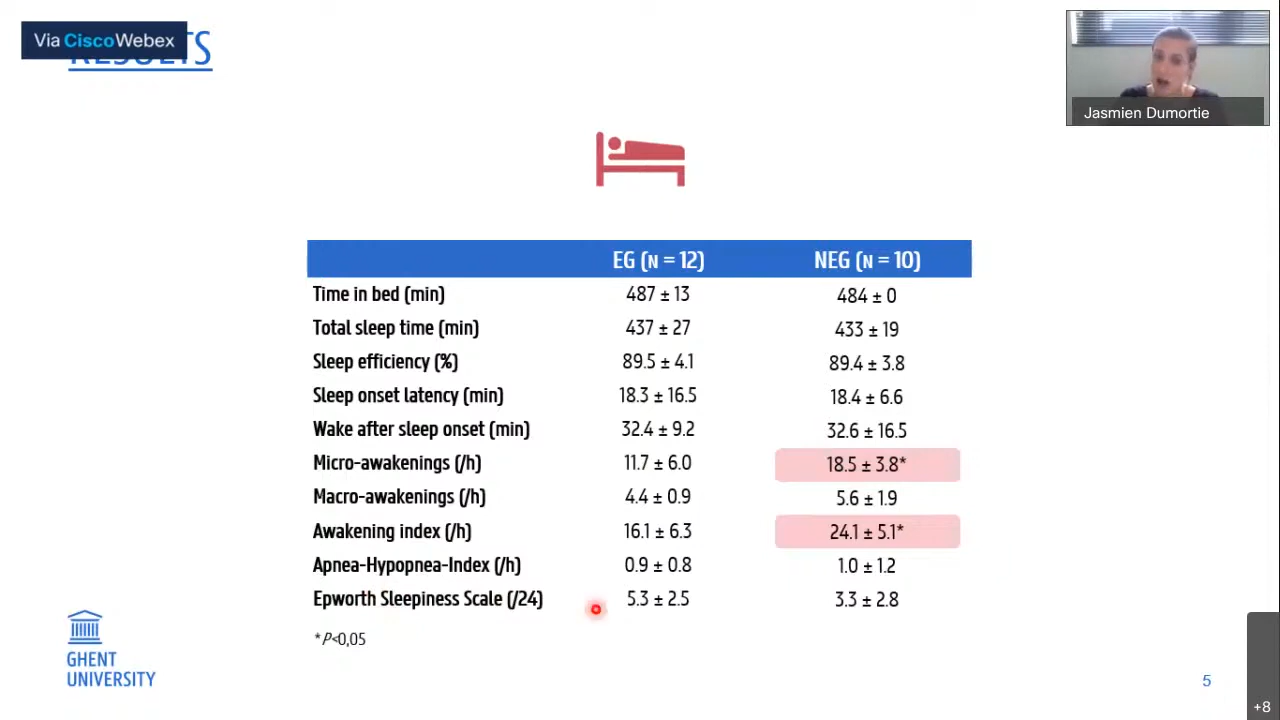 Via Cisco Webex
RESULTS
Jasmien Dumortie
EG (N = 12) NEG (N = 10)
Time in bed (min) 487 ± 13 484 ± 0
Total sleep time (min) 437 ± 27 433 ± 19
Sleep efficiency (%) 89.5 ± 4.1 89.4 ± 3.8
Sleep onset latency (min) 18.3 ± 16.5 18.4 ± 6.6
Wake after sleep onset (min) 32.4 ± 9.2 32.6 ± 16.5
Micro-awakenings (/h) 11.7 ± 6.0 18.5 ± 3.8*
Macro-awakenings (/h) 4.4 ± 0.9 5.6 ± 1.9
Awakening index (/h) 16.1 ± 6.3 24.1 ± 5.1*
Apnea-Hypopnea-Index (/h) 0.9 ± 0.8 1.0 ± 1.2
Epworth Sleepiness Scale (/24) 5.3 ± 2.5 3.3 ± 2.8
*P<0,05
GHENT
UNIVERSITY
5
+8